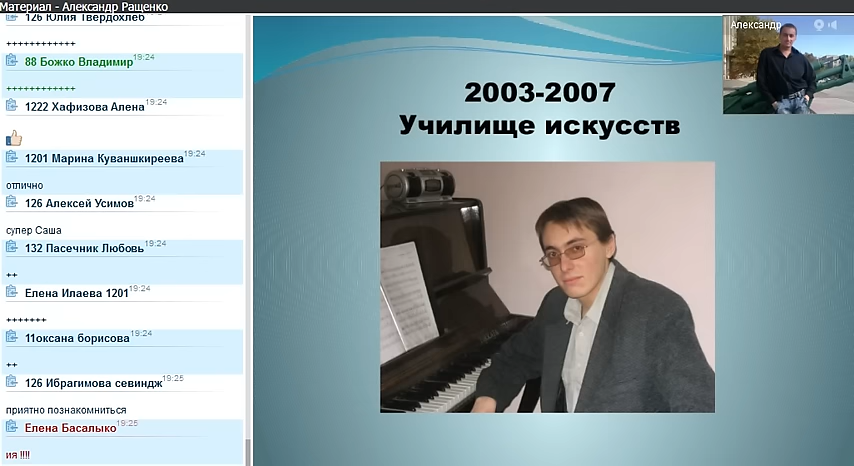 Материал - Александр Ращенко
126 Юлия Твердохлеб
++++++++++++
88 Божко Владимир 19:24
++++++++++++
1222 Хафизова Алена 19:24
1201 Марина Куваншкиреева 19:24
отлично
126 Алексей Усимов 19:24
супер Саша
132 Пасечник Любовь 19:24
++
Елена Илаева 1201 19:24
+++++++
11оксана борисова 19:24
++
126 Ибрагимова севиндж 19:25
приятно познакомниться
Елена Басалыко 19:25
ия !!!!
2003-2007
Училище искусств
Александр